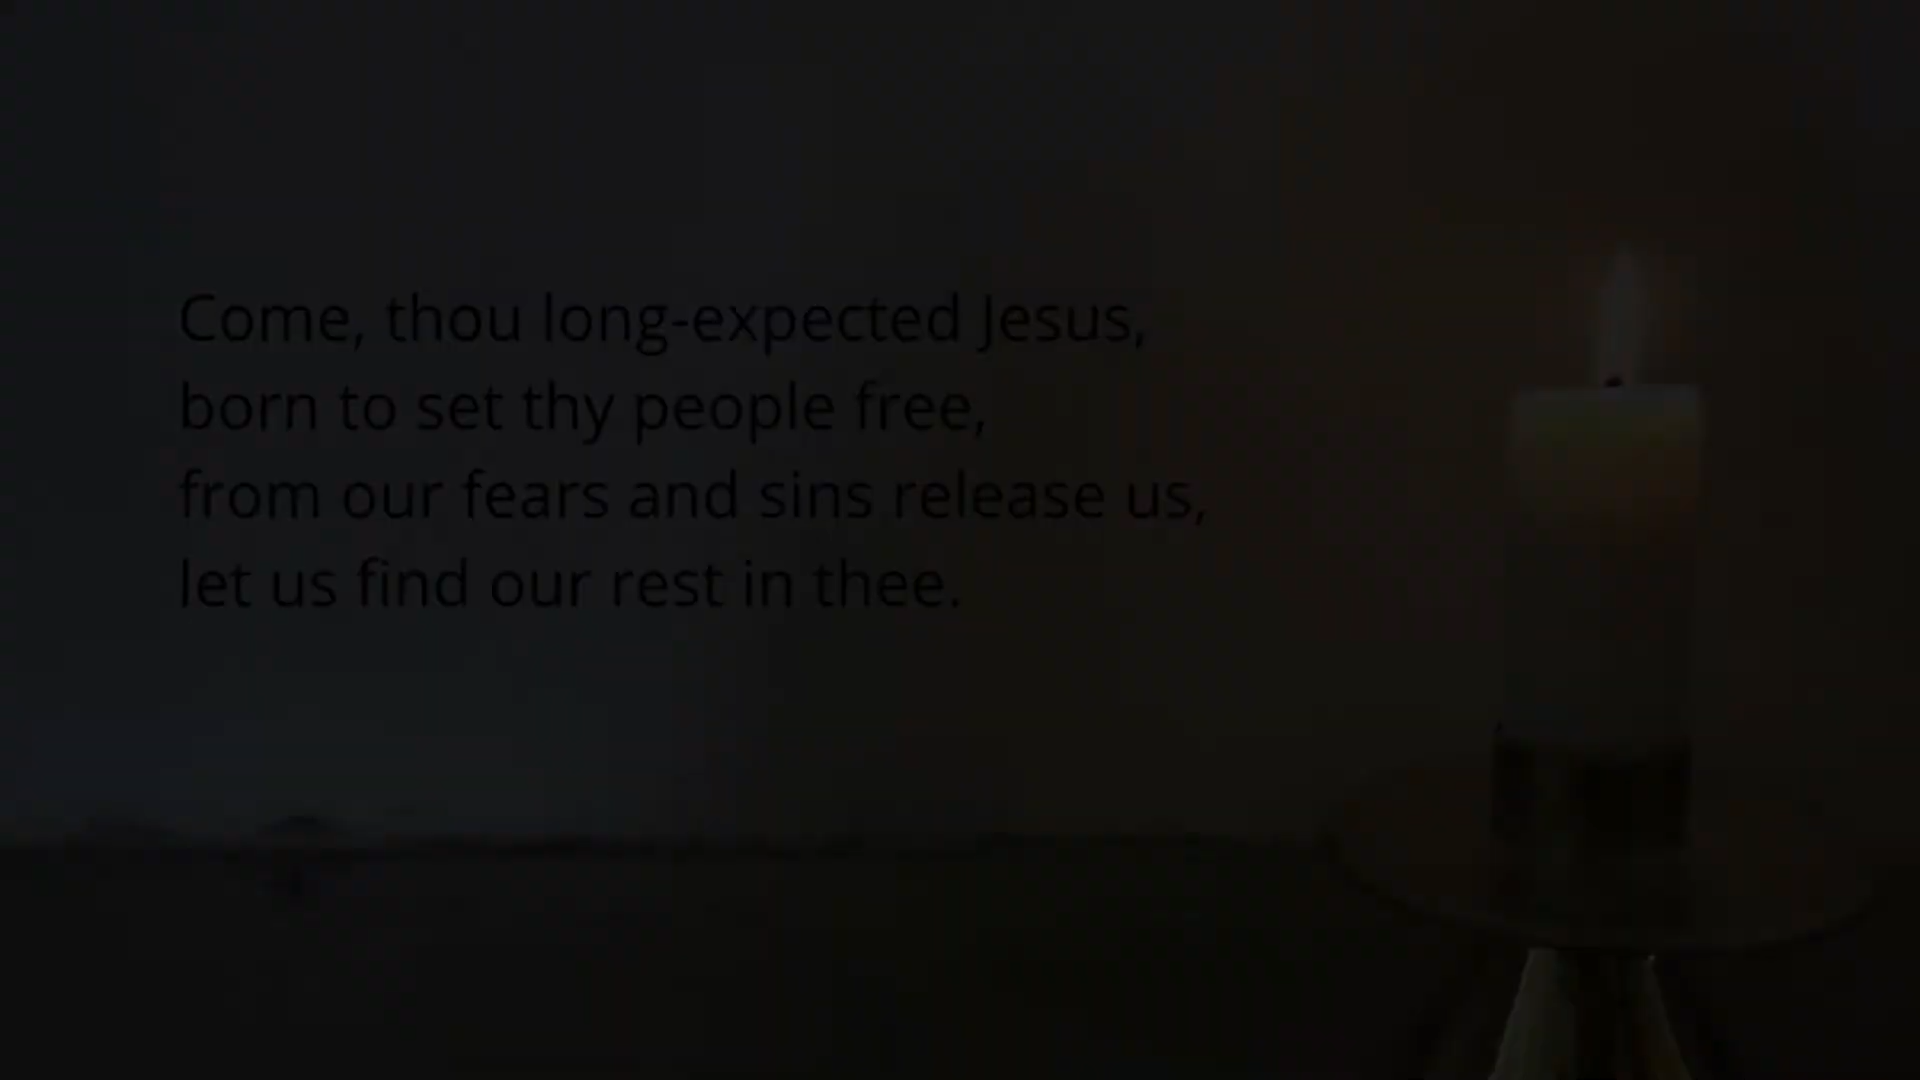 Come, thou long-expected Jesus,
born to set thy people free,
from our fears and sins release us,
let us find our rest in thee.